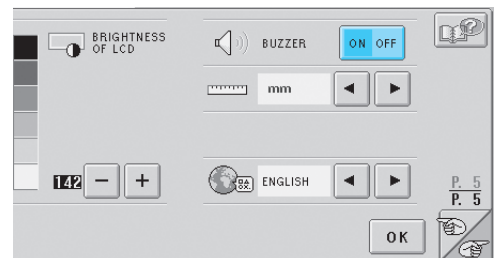 BRIGHTNESS
OF LCD
142
- +
BUZZER ON OFF
mm
ENGLISH
OK
P. 5
P. 5